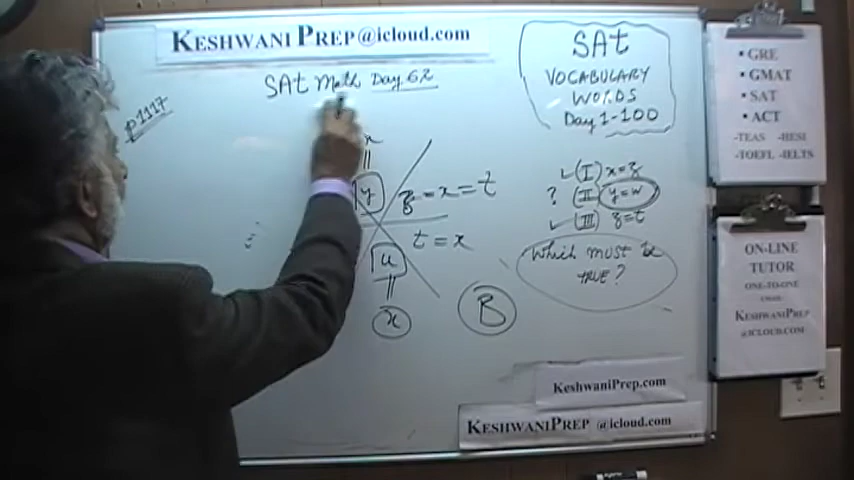 KESHWANI PREP@icloud.com
SAt Math Day 62
p1117
SAt
VOCABULARY
WORDS
Day 1-100
x
y
z = x = t
t = x
u
x
B
(I) x=z
? (II) y=w
(III) z=t
Which must be
TRUE?
• GRE
• GMAT
• SAT
• ACT
-TEAS -HESI
-TOEFL -IELTS
ON-LINE
TUTOR
ONE-TO-ONE
KESHWANIPREP
@ICLOUD.COM
KeshwaniPrep.com
KESHWANIPREP @icloud.com